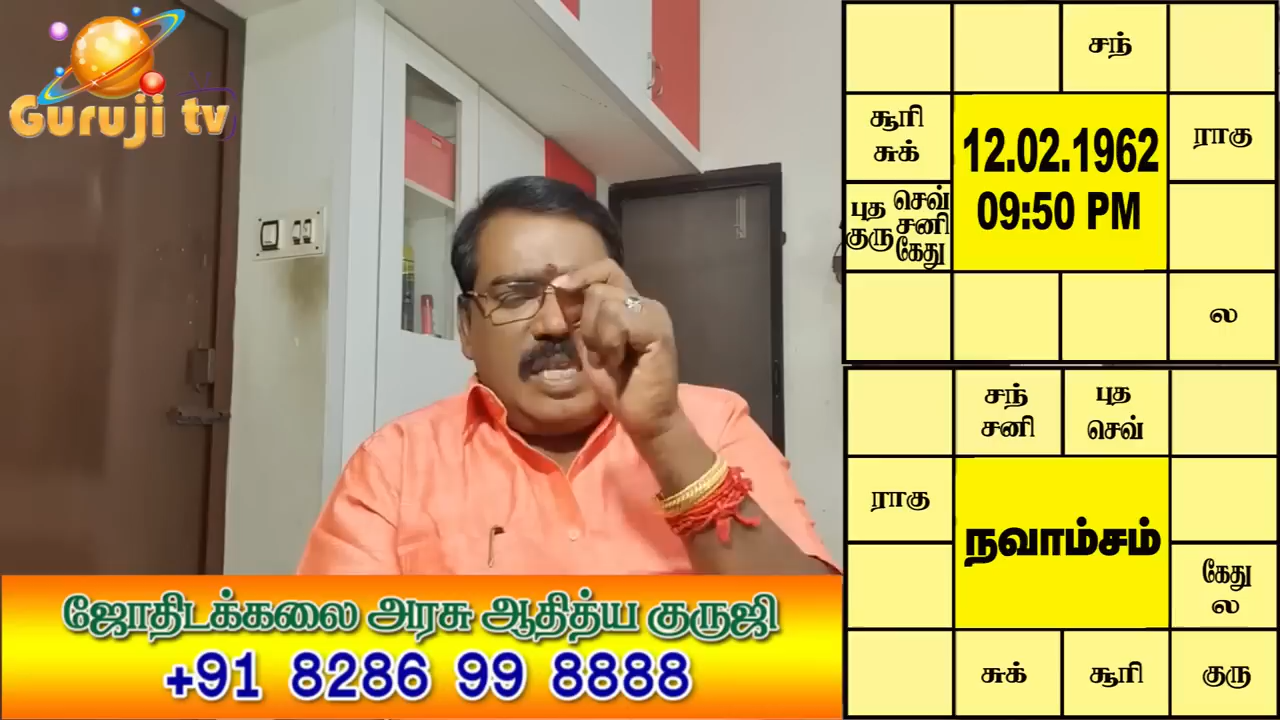 Guruji tv
சந்
சூரி
சுக்
12.02.1962
09:50 PM
ராகு
புத
குரு
செவ்
சனி
கேது
ல
சந்
சனி
புத
செவ்
ராகு
நவாம்சம்
கேது
ல
சுக்
சூரி
குரு
ஜோதிடக்கலை அரசு ஆதித்ய குருஜி
+91 8286 99 8888